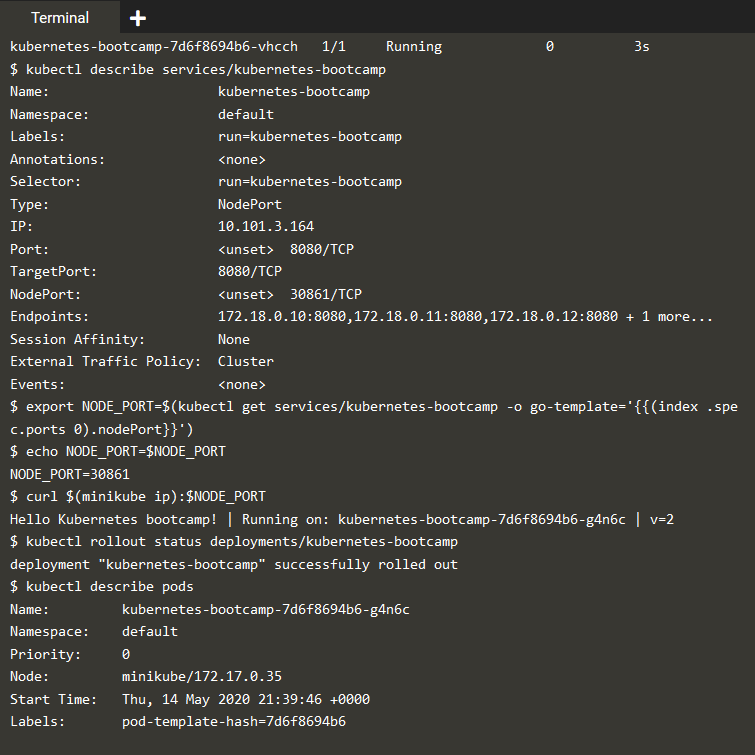 Terminal
kubernetes-bootcamp-7d6f8694b6-vhcch   1/1     Running             0          3s
$ kubectl describe services/kubernetes-bootcamp
Name:                     kubernetes-bootcamp
Namespace:                default
Labels:                   run=kubernetes-bootcamp
Annotations:              <none>
Selector:                 run=kubernetes-bootcamp
Type:                     NodePort
IP:                       10.101.3.164
Port:                     <unset>  8080/TCP
TargetPort:               8080/TCP
NodePort:                 <unset>  30861/TCP
Endpoints:                172.18.0.10:8080,172.18.0.11:8080,172.18.0.12:8080 + 1 more...
Session Affinity:         None
External Traffic Policy:  Cluster
Events:                   <none>
$ export NODE_PORT=$(kubectl get services/kubernetes-bootcamp -o go-template='{{(index .spe
c.ports 0).nodePort}}')
$ echo NODE_PORT=$NODE_PORT
NODE_PORT=30861
$ curl $(minikube ip):$NODE_PORT
Hello Kubernetes bootcamp! | Running on: kubernetes-bootcamp-7d6f8694b6-g4n6c | v=2
$ kubectl rollout status deployments/kubernetes-bootcamp
deployment "kubernetes-bootcamp" successfully rolled out
$ kubectl describe pods
Name:         kubernetes-bootcamp-7d6f8694b6-g4n6c
Namespace:    default
Priority:     0
Node:         minikube/172.17.0.35
Start Time:   Thu, 14 May 2020 21:39:46 +0000
Labels:       pod-template-hash=7d6f8694b6